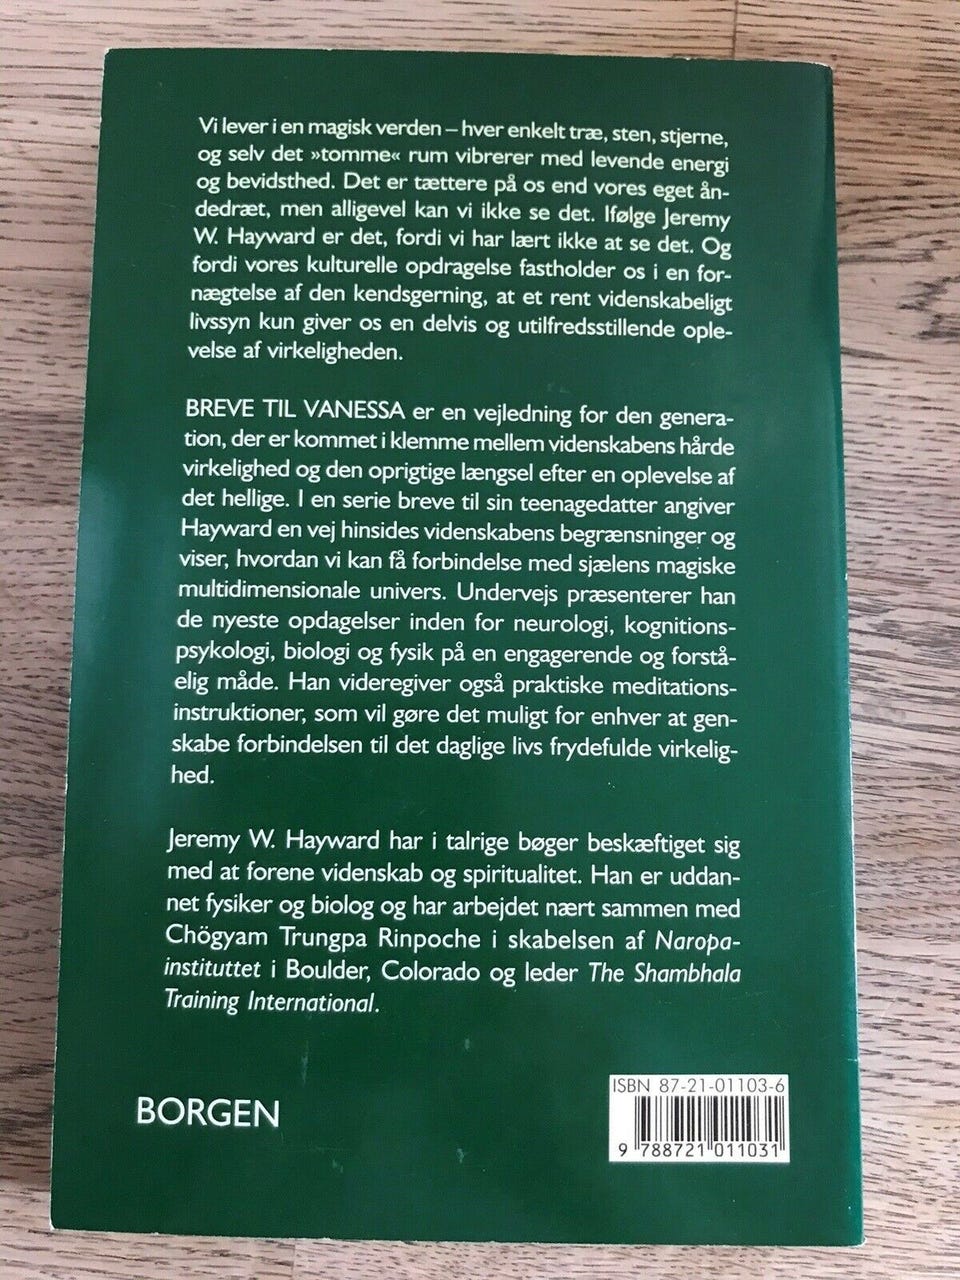 Vi lever i en magisk verden – hver enkelt træ, sten, stjerne,
og selv det »tomme« rum vibrerer med levende energi
og bevidsthed. Det er tættere på os end vores eget ån-
dedræt, men alligevel kan vi ikke se det. Ifølge Jeremy
W. Hayward er det, fordi vi har lært ikke at se det. Og
fordi vores kulturelle opdragelse fastholder os i en for-
nægtelse af den kendsgerning, at et rent videnskabeligt
livssyn kun giver os en delvis og utilfredsstillende ople-
velse af virkeligheden.
BREVE TIL VANESSA er en vejledning for den genera-
tion, der er kommet i klemme mellem videnskabens hårde
virkelighed og den oprigtige længsel efter en oplevelse af
det hellige. I en serie breve til sin teenagedatter angiver
Hayward en vej hinsides videnskabens begrænsninger og
viser, hvordan vi kan få forbindelse med sjælens magiske
multidimensionale univers. Undervejs præsenterer han
de nyeste opdagelser inden for neurologi, kognitions-
psykologi, biologi og fysik på en engagerende og forstå-
elig måde. Han videregiver også praktiske meditations-
instruktioner, som vil gøre det muligt for enhver at gen-
skabe forbindelsen til det daglige livs frydefulde virkelig-
hed.
Jeremy W. Hayward har i talrige bøger beskæftiget sig
med at forene videnskab og spiritualitet. Han er uddan-
net fysiker og biolog og har arbejdet nært sammen med
Chögyam Trungpa Rinpoche i skabelsen af Naropa-
instituttet i Boulder, Colorado og leder The Shambhala
Training International.
BORGEN
ISBN 87-21-01103-6
9 788721 011031